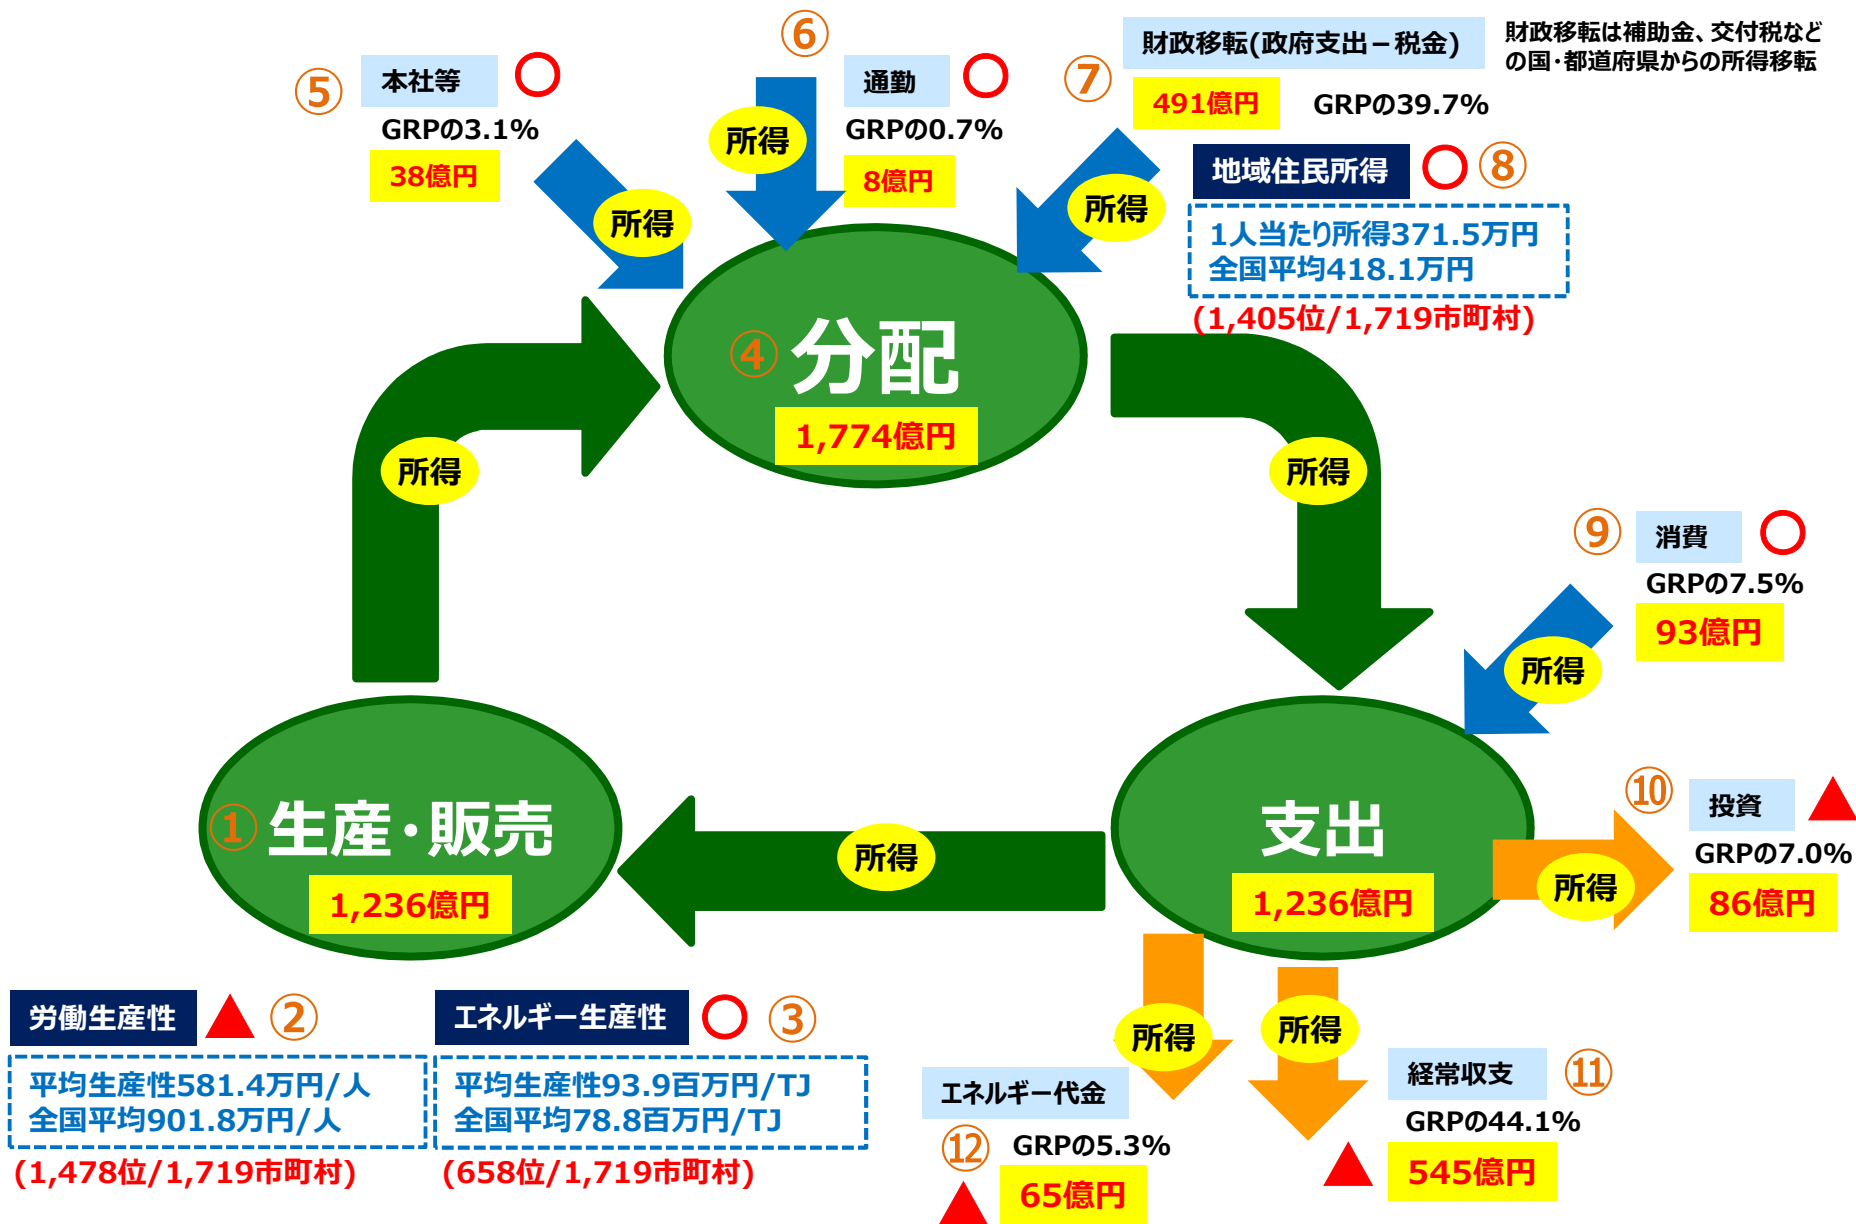 ⑥
財政移転(政府支出－税金)
財政移転は補助金、交付税など
の国・都道府県からの所得移転
⑤
本社等
通勤
⑦
491億円
GRPの39.7%
GRPの3.1%
所得
GRPの0.7%
38億円
8億円
地域住民所得
⑧
所得
所得
1人当たり所得371.5万円
全国平均418.1万円
(1,405位/1,719市町村)
④
分配
1,774億円
所得
所得
⑨
消費
GRPの7.5%
93億円
所得
①
生産・販売
1,236億円
所得
支出
1,236億円
⑩
投資
GRPの7.0%
所得
86億円
労働生産性
②
平均生産性581.4万円/人
全国平均901.8万円/人
(1,478位/1,719市町村)
エネルギー生産性
③
平均生産性93.9百万円/TJ
全国平均78.8百万円/TJ
(658位/1,719市町村)
所得
所得
エネルギー代金
⑫
GRPの5.3%
65億円
経常収支
⑪
GRPの44.1%
545億円